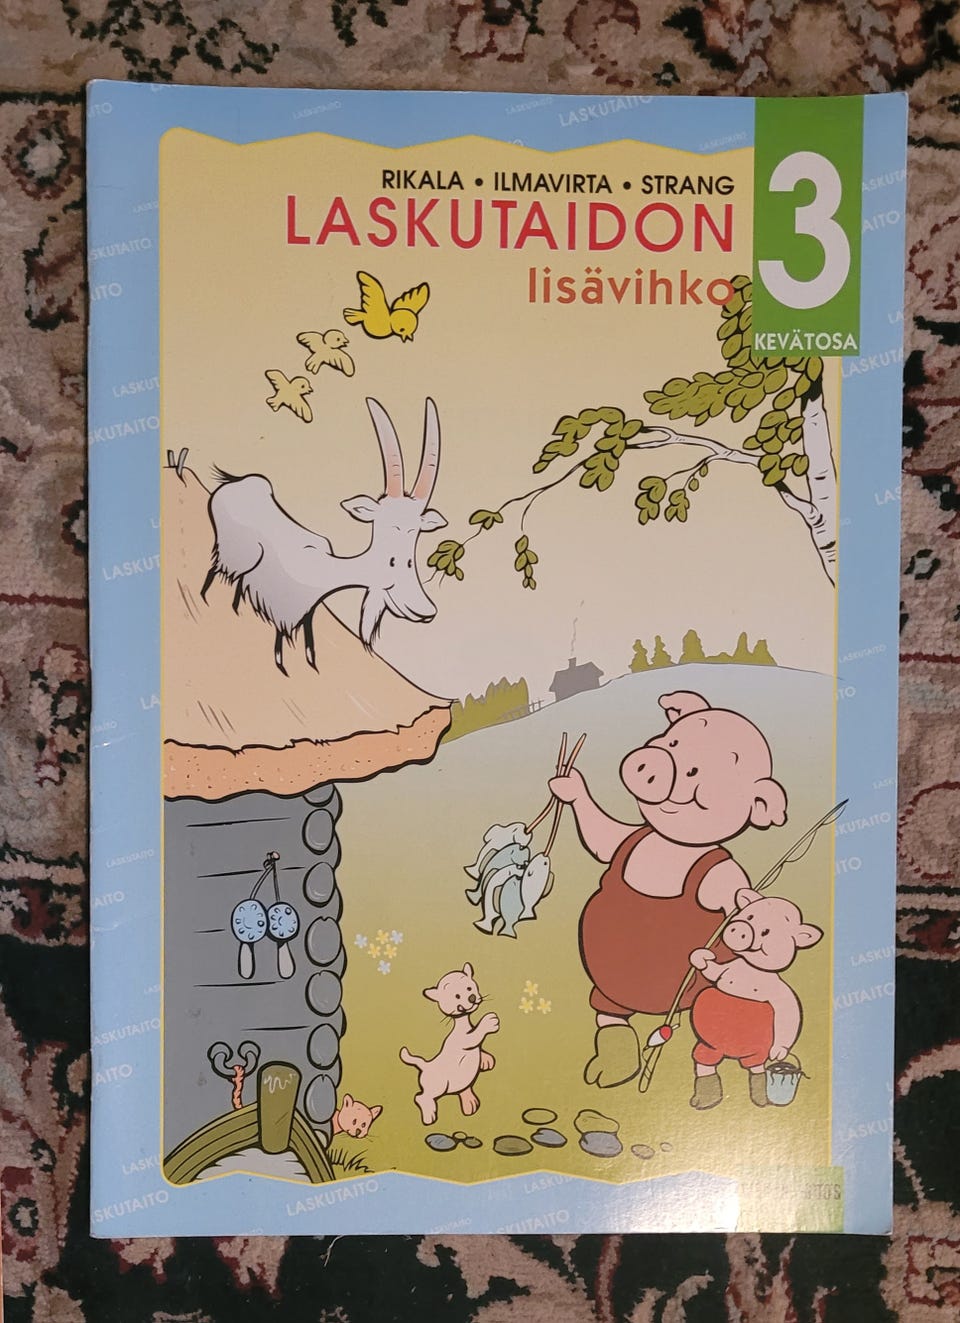 RIKALA • ILMAVIRTA • STRANG
LASKUTAIDON
lisävihko
3
KEVÄTOSA
LASKUTAITO